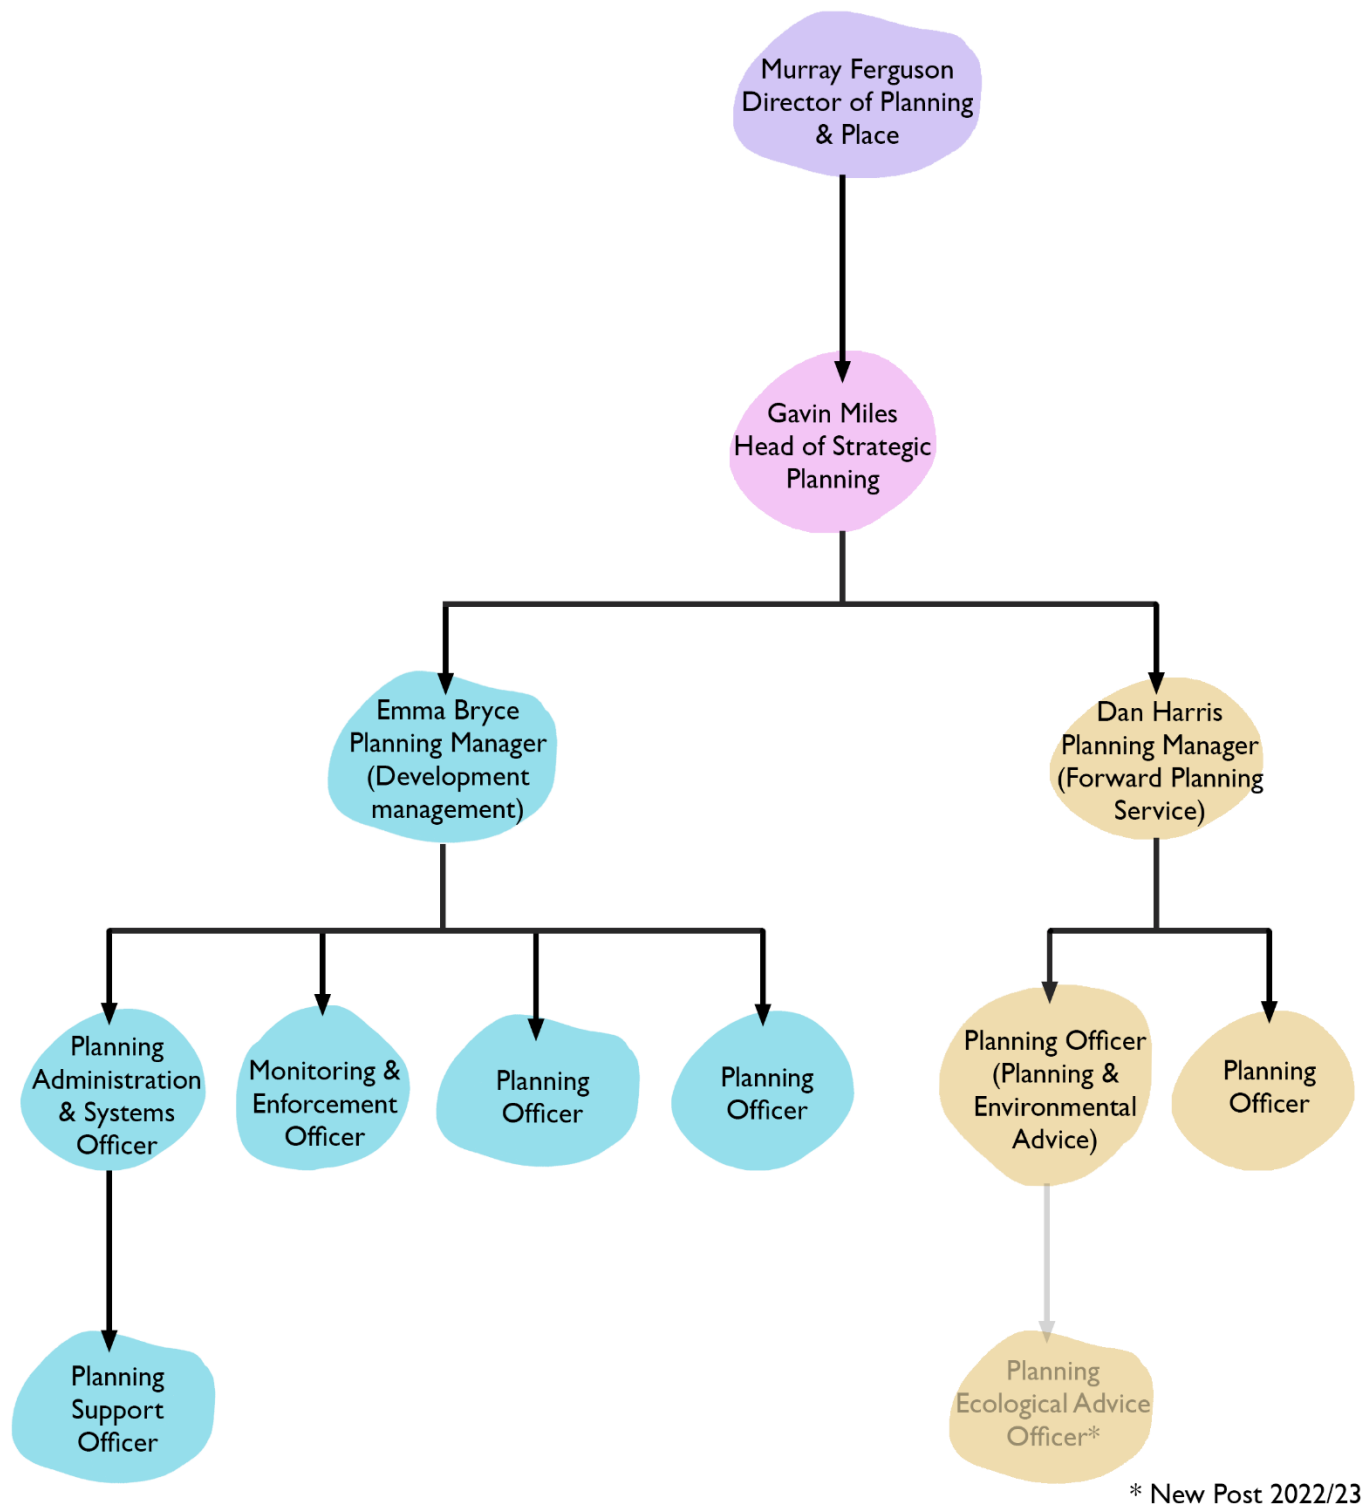 Murray Ferguson
Director of Planning
& Place
Gavin Miles
Head of Strategic
Planning
Emma Bryce
Planning Manager
(Development
management)
Dan Harris
Planning Manager
(Forward Planning
Service)
Planning
Administration
& Systems
Officer
Monitoring &
Enforcement
Officer
Planning
Officer
Planning
Officer
Planning Officer
(Planning &
Environmental
Advice)
Planning
Officer
Planning
Support
Officer
Planning
Ecological Advice
Officer*
* New Post 2022/23